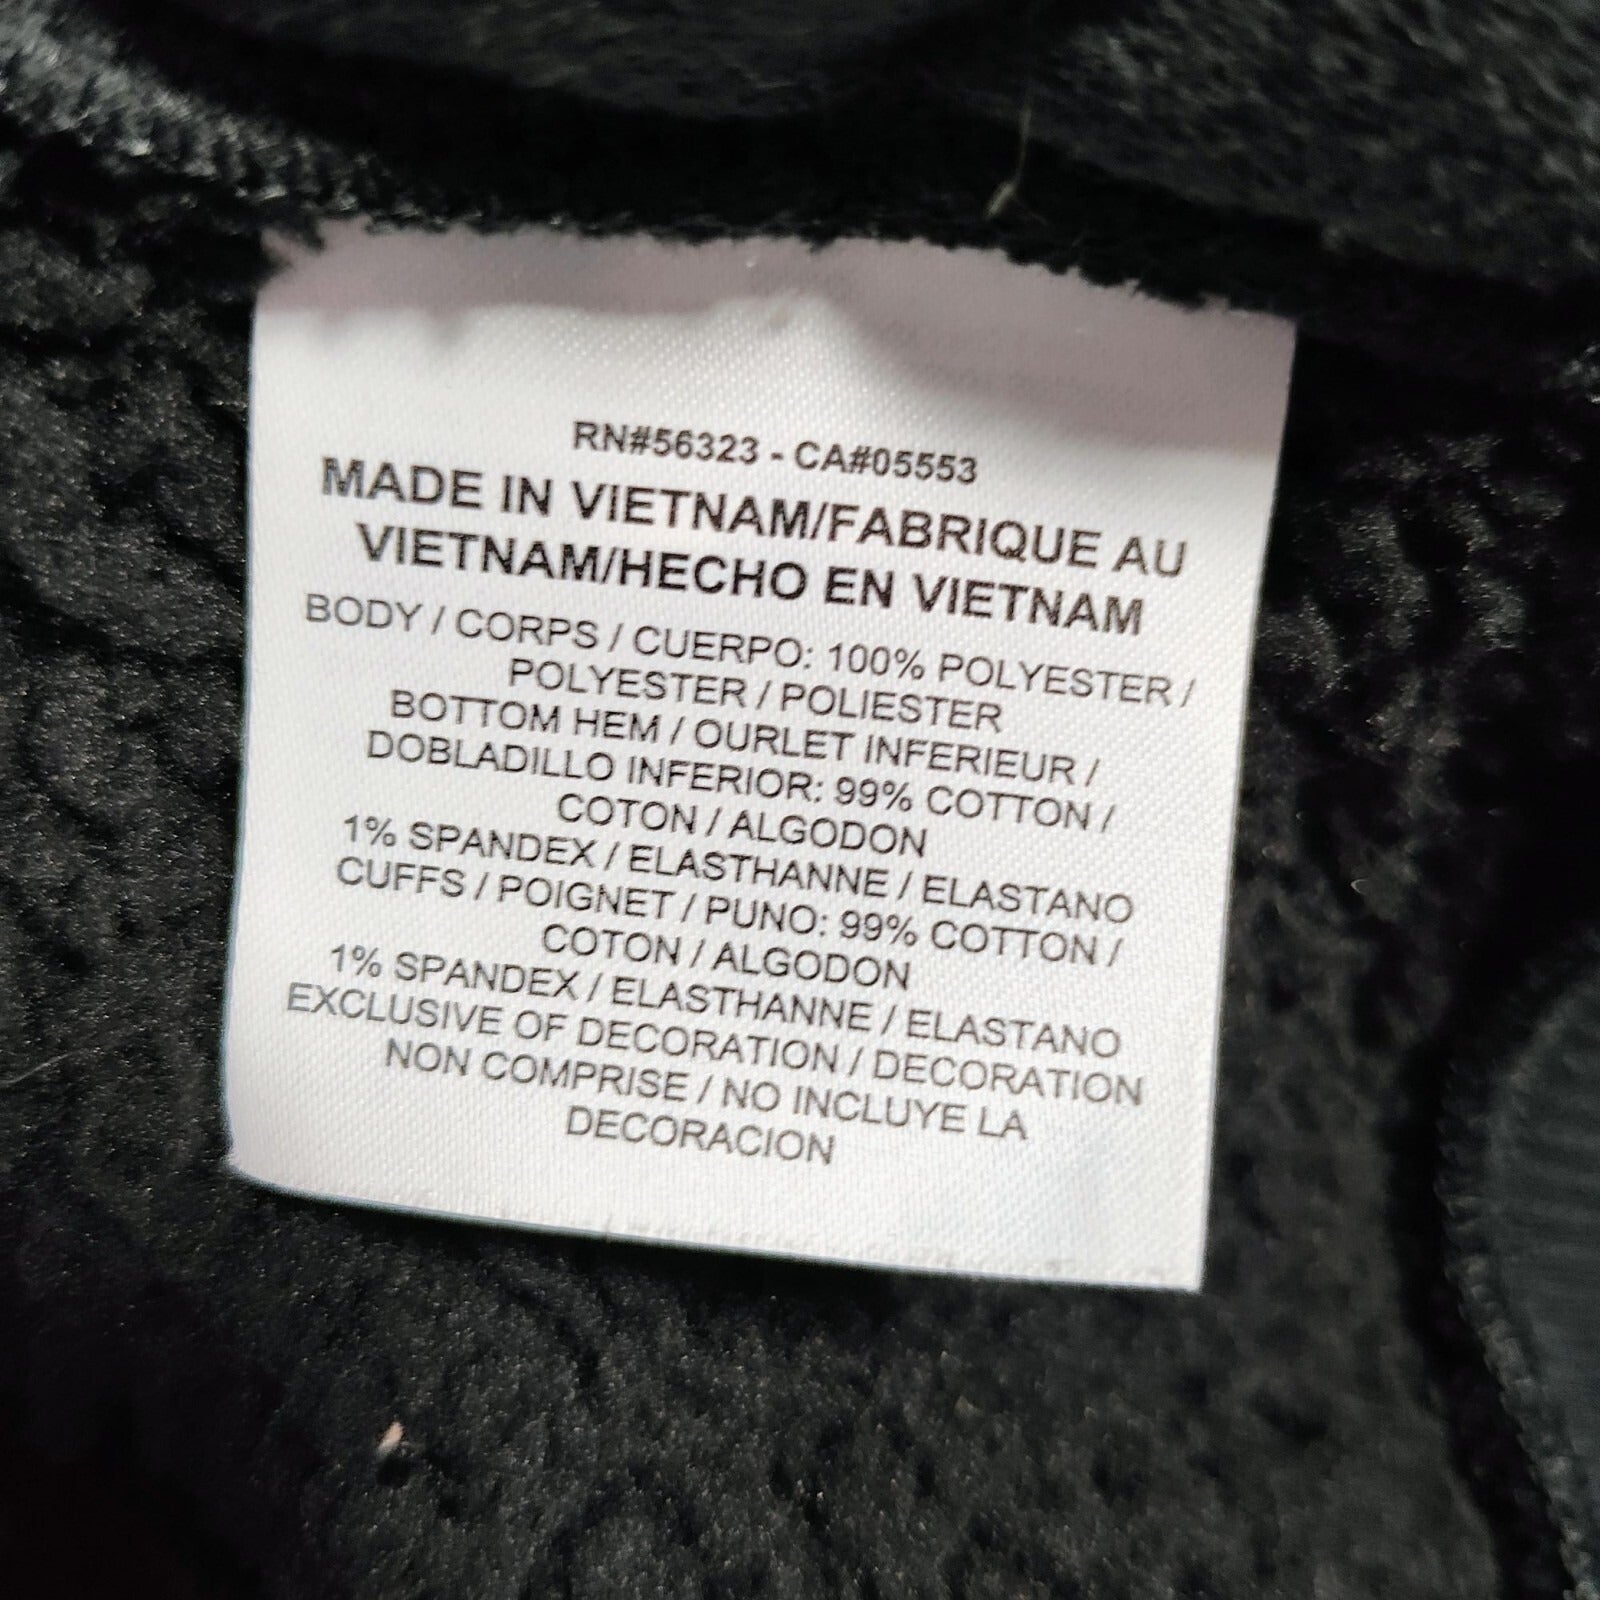 RN#56323 - CA#05553
MADE IN VIETNAM/FABRIQUE AU
VIETNAM/HECHO EN VIETNAM
BODY / CORPS / CUERPO: 100% POLYESTER /
POLYESTER / POLIESTER
BOTTOM HEM / OURLET INFERIEUR /
DOBLADILLO INFERIOR: 99% COTTON /
COTON / ALGODON
1% SPANDEX / ELASTHANNE / ELASTANO
CUFFS / POIGNET / PUNO: 99% COTTON /
COTON / ALGODON
1% SPANDEX / ELASTHANNE / ELASTANO
EXCLUSIVE OF DECORATION / DECORATION
NON COMPRISE / NO INCLUYE LA
DECORACION